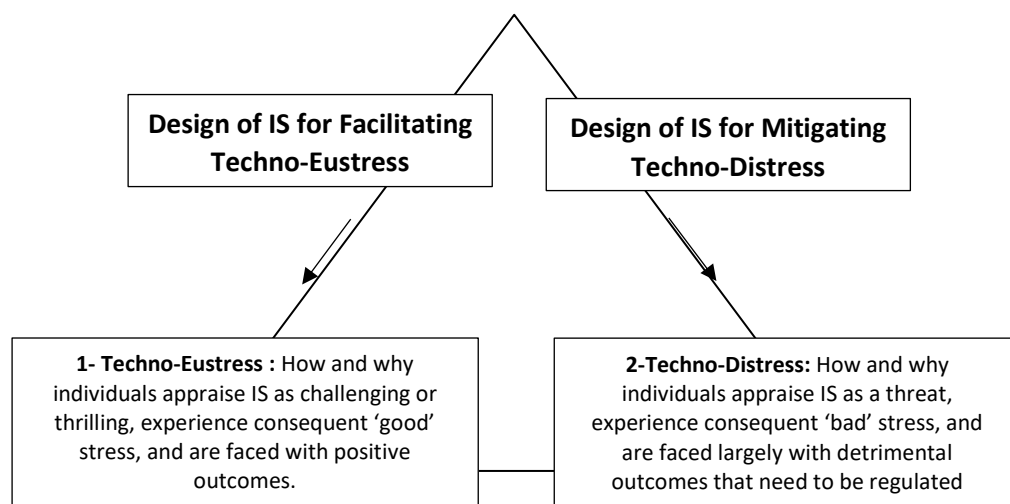 Design of IS for Facilitating
Techno-Eustress
Design of IS for Mitigating
Techno-Distress
1- Techno-Eustress : How and why
individuals appraise IS as challenging or
thrilling, experience consequent ‘good’
stress, and are faced with positive
outcomes.
2-Techno-Distress: How and why
individuals appraise IS as a threat,
experience consequent ‘bad’ stress, and
are faced largely with detrimental
outcomes that need to be regulated